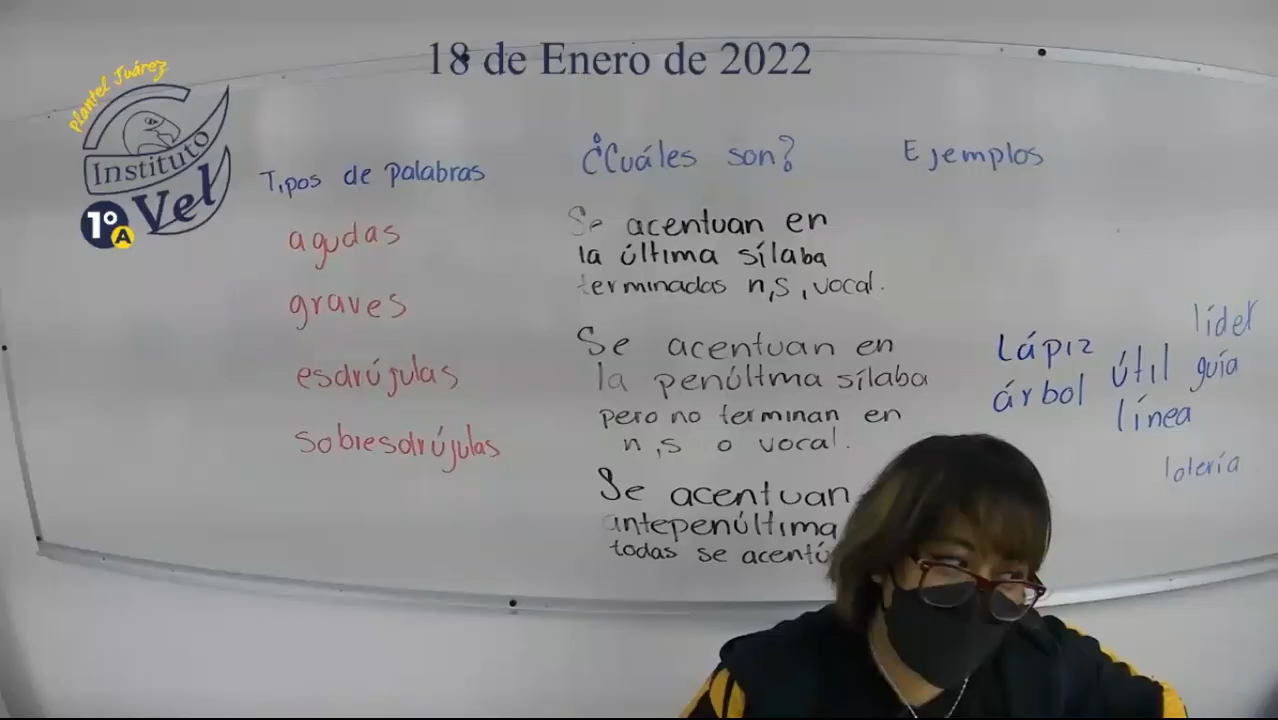 18 de Enero de 2022
Plantel Juárez
Instituto
Vel
1° A
Tipos de palabras
¿Cuáles son?
Ejemplos
agudas
Se acentuan en
la última sílaba
terminadas n,s,vocal.
graves
Se acentuan en
la penúltma sílaba
pero no terminan en
n,s o vocal.
esdrújulas
Se acentuan
antepenúltima
todas se acentú
sobresdrújulas
Lápiz
árbol
útil
línea
líder
guía
lotería